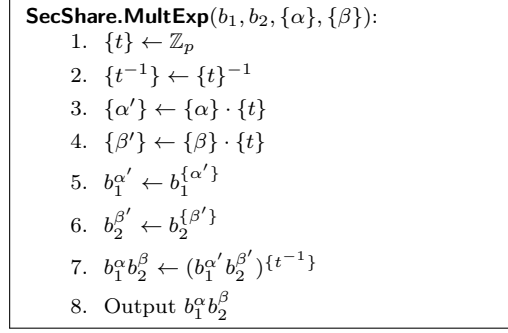 SecShare.MultExp(b₁, b₂, {α}, {β}):
1. {t} ← ℤₚ
2. {t⁻¹} ← {t}⁻¹
3. {α′} ← {α} · {t}
4. {β′} ← {β} · {t}
5. b₁^{α′} ← b₁^{{α′}}
6. b₂^{β′} ← b₂^{{β′}}
7. b₁^{α}b₂^{β} ← (b₁^{α′}b₂^{β′})^{{t⁻¹}}
8. Output b₁^{α}b₂^{β}